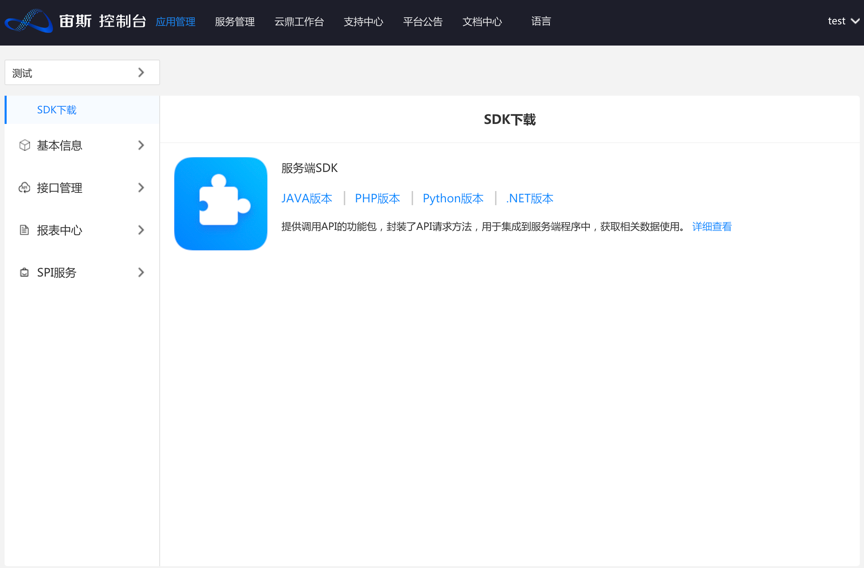 宙斯 控制台 应用管理 服务管理 云鼎工作台 支持中心 平台公告 文档中心 语言 test
测试
SDK下载
基本信息
接口管理
报表中心
SPI服务
SDK下载
服务端SDK
JAVA版本 PHP版本 Python版本 .NET版本
提供调用API的功能包，封装了API请求方法，用于集成到服务端程序中，获取相关数据使用。 详细查看